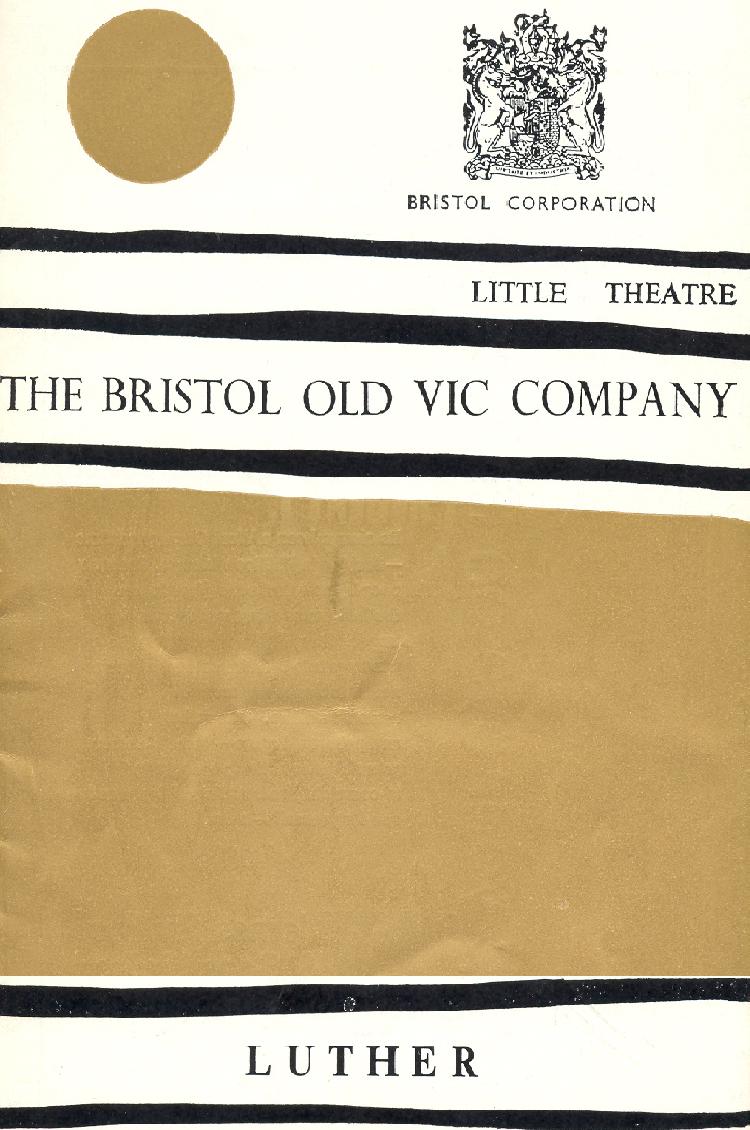 BRISTOL CORPORATION
LITTLE THEATRE
THE BRISTOL OLD VIC COMPANY
LUTHER